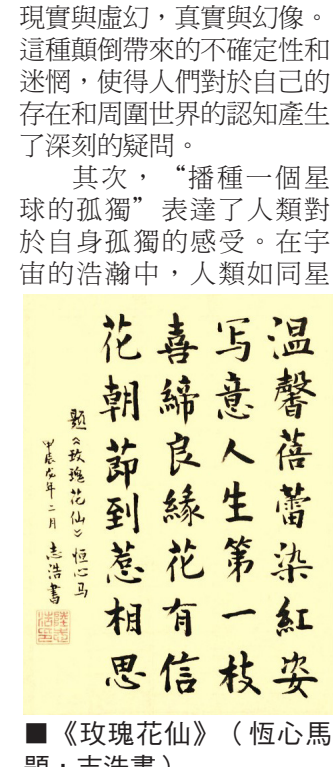 現實與虛幻，真實與幻像。
這種顛倒帶來的不確定性和
迷惘，使得人們對於自己的
存在和周圍世界的認知產生
了深刻的疑問。
其次，“播種一個星
球的孤獨”表達了人類對
於自身孤獨的感受。在宇
宙的浩瀚中，人類如同星
温馨蓓蕾染紅姿
写意人生第一枝
喜締良緣花有信
花朝節到惹相思
題《玫瑰花仙》恒心马
甲辰龙年二月 志浩書
■《玫瑰花仙》（恆心馬
題，志浩書）